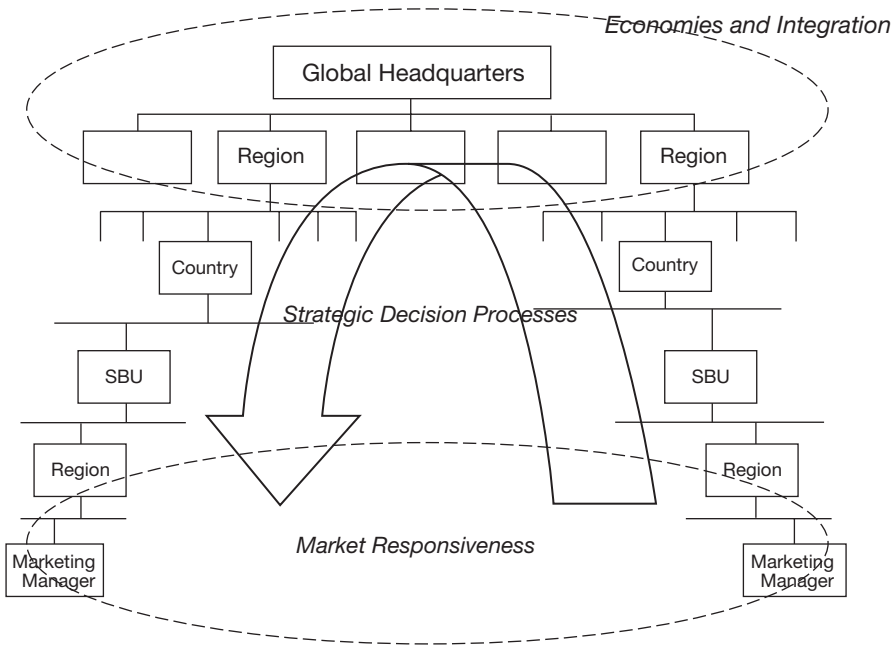 Economies and Integration
Global Headquarters
Region
Region
Country
Country
Strategic Decision Processes
SBU
SBU
Region
Region
Market Responsiveness
Marketing
Manager
Marketing
Manager